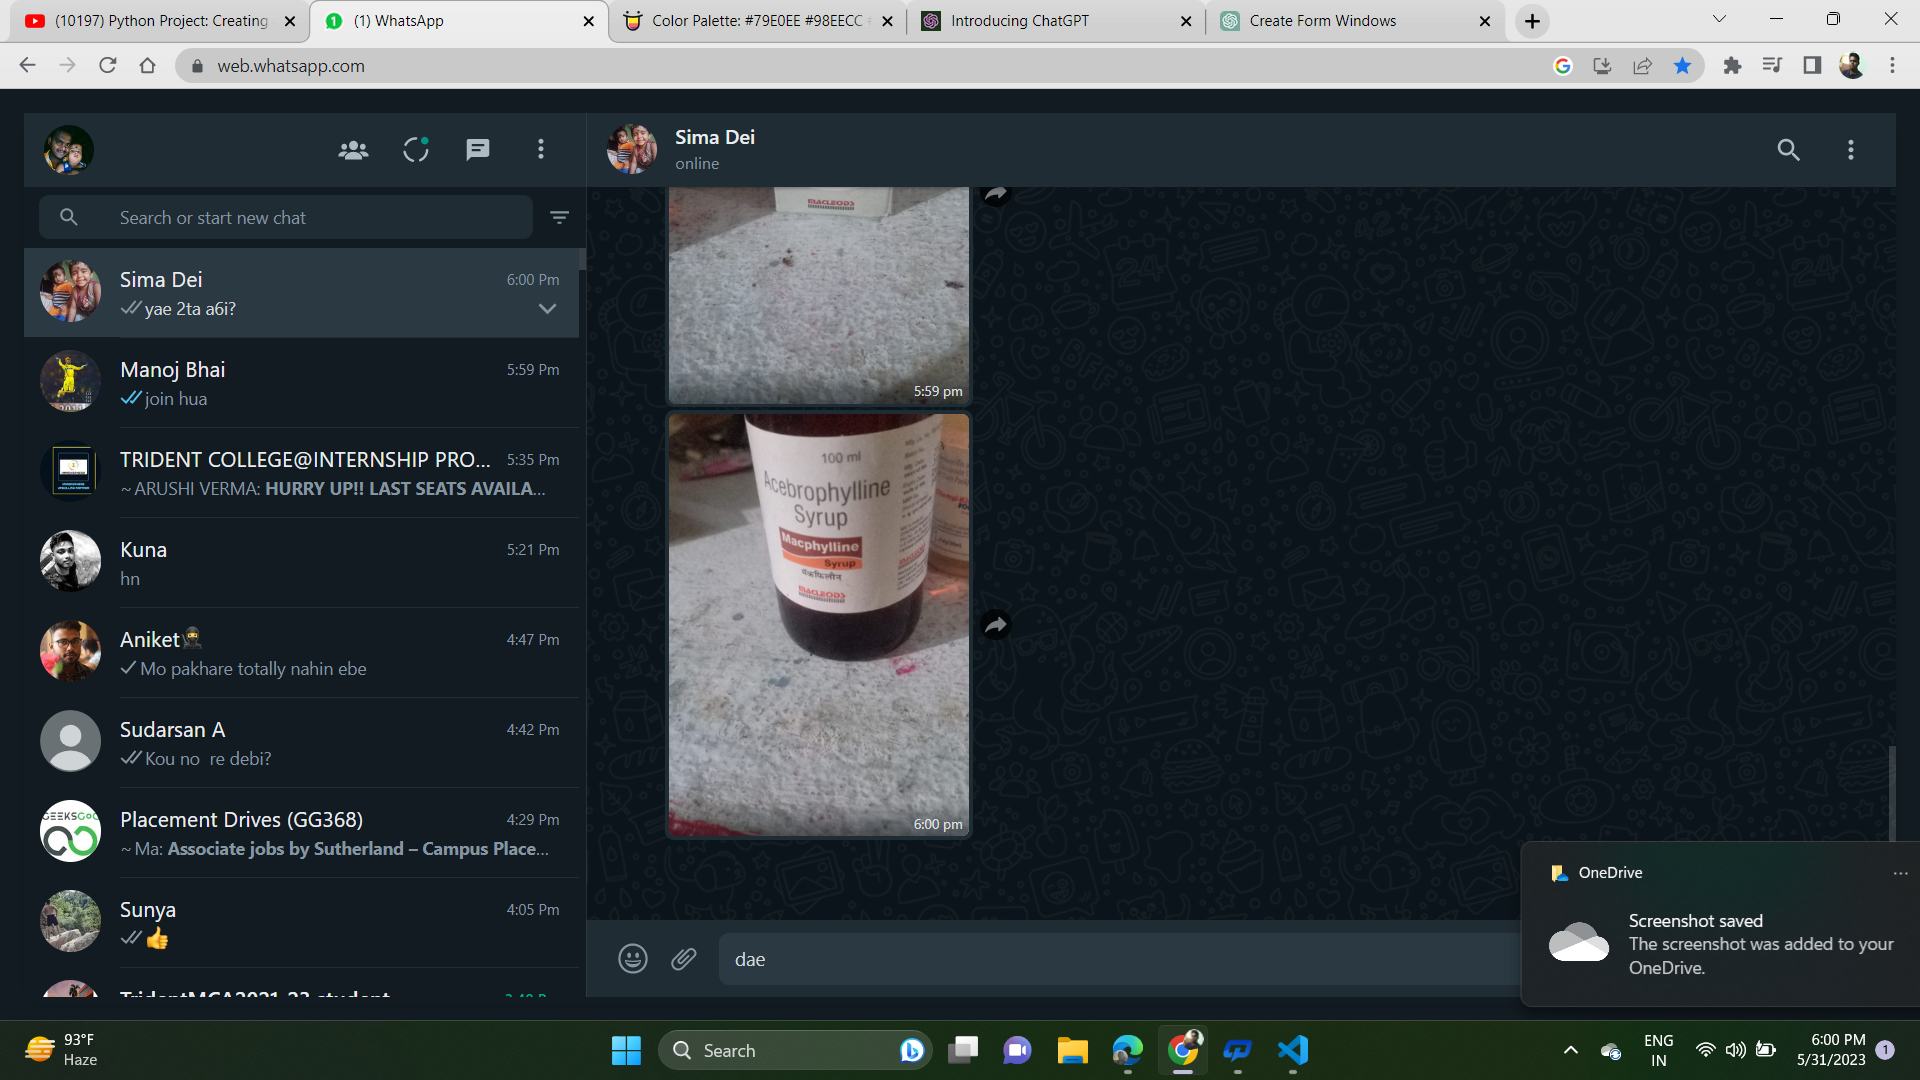 (10197) Python Project: Creating
(1) WhatsApp
Color Palette: #79E0EE #98EECC #
Introducing ChatGPT
Create Form Windows
web.whatsapp.com
Sima Dei
online
Search or start new chat
Sima Dei
6:00 Pm
yae 2ta a6i?
Manoj Bhai
5:59 Pm
join hua
TRIDENT COLLEGE@INTERNSHIP PRO...
5:35 Pm
~ ARUSHI VERMA: HURRY UP!! LAST SEATS AVAILA...
Kuna
5:21 Pm
hn
Aniket🥷
4:47 Pm
Mo pakhare totally nahin ebe
Sudarsan A
4:42 Pm
Kou no  re debi?
Placement Drives (GG368)
4:29 Pm
~ Ma: Associate jobs by Sutherland – Campus Place...
Sunya
4:05 Pm
👍
MACLEODS
5:59 pm
100 ml
Acebrophylline
Syrup
Macphylline
Syrup
मॅकफिलीन
MACLEODS
6:00 pm
dae
OneDrive
Screenshot saved
The screenshot was added to your
OneDrive.
93°F
Haze
Search
ENG
IN
6:00 PM
5/31/2023
1